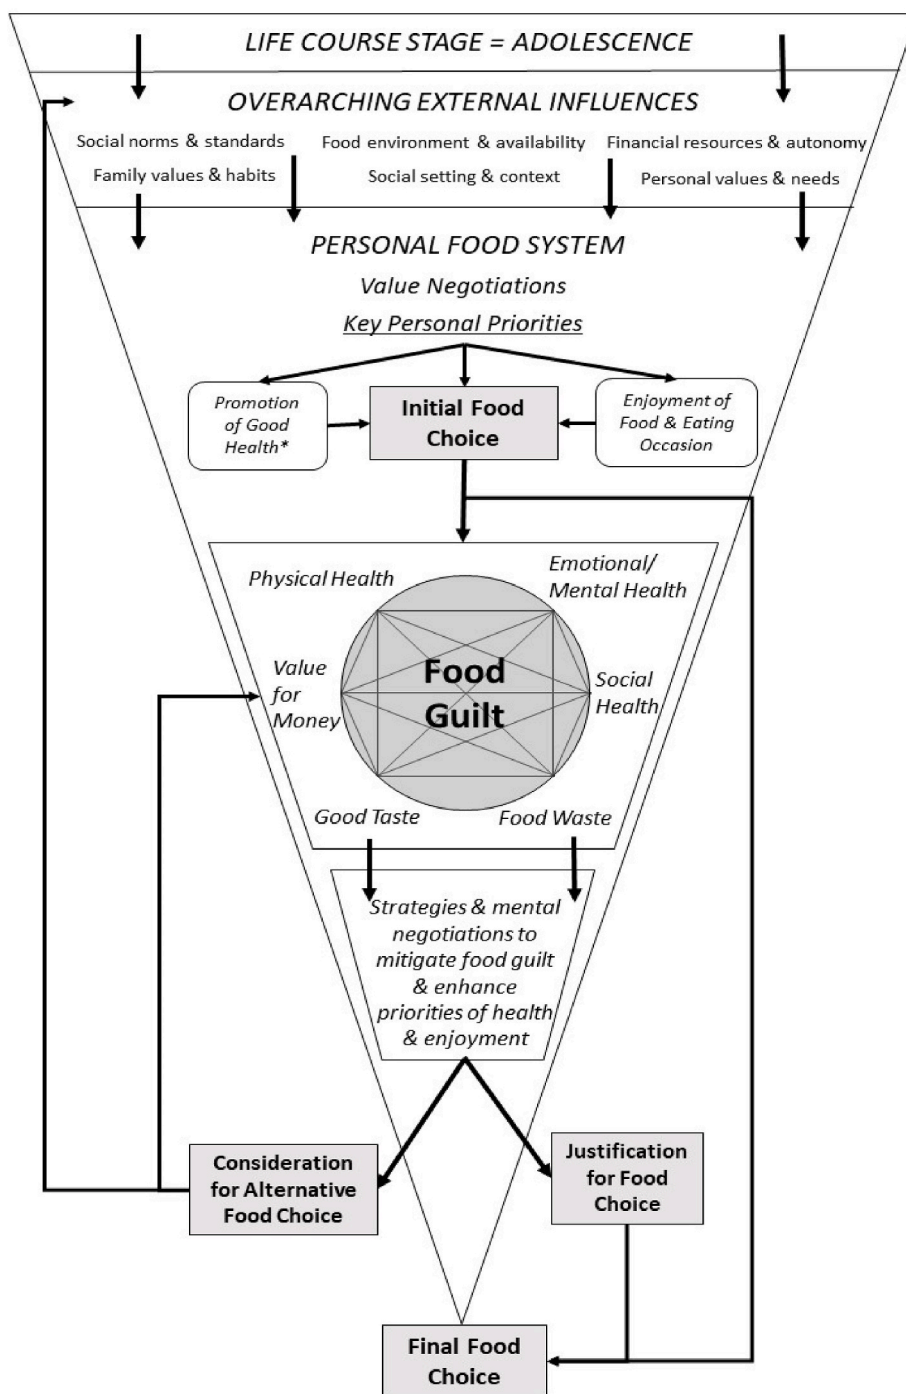 LIFE COURSE STAGE = ADOLESCENCE
OVERARCHING EXTERNAL INFLUENCES
Social norms & standards
Food environment & availability
Financial resources & autonomy
Family values & habits
Social setting & context
Personal values & needs
PERSONAL FOOD SYSTEM
Value Negotiations
Key Personal Priorities
Promotion
of Good
Health*
Initial Food
Choice
Enjoyment of
Food & Eating
Occasion
Physical Health
Emotional/
Mental Health
Value
for
Money
Food
Guilt
Social
Health
Good Taste
Food Waste
Strategies & mental
negotiations to
mitigate food guilt
& enhance
priorities of health
& enjoyment
Consideration
for Alternative
Food Choice
Justification
for Food
Choice
Final Food
Choice